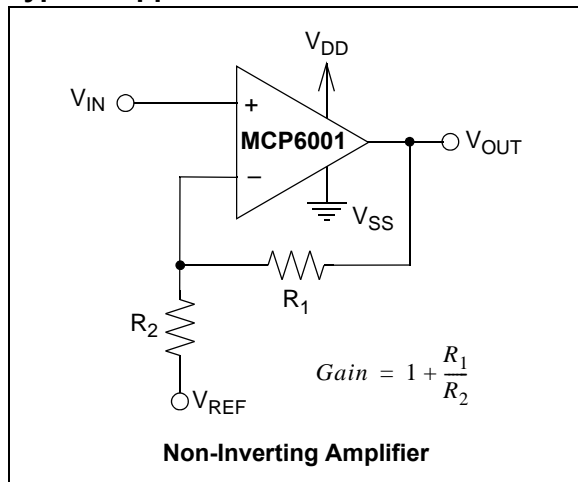 V_DD
V_IN
+
MCP6001
V_OUT
–
V_SS
R_1
R_2
Gain = 1 + R_1/R_2
V_REF
Non-Inverting Amplifier